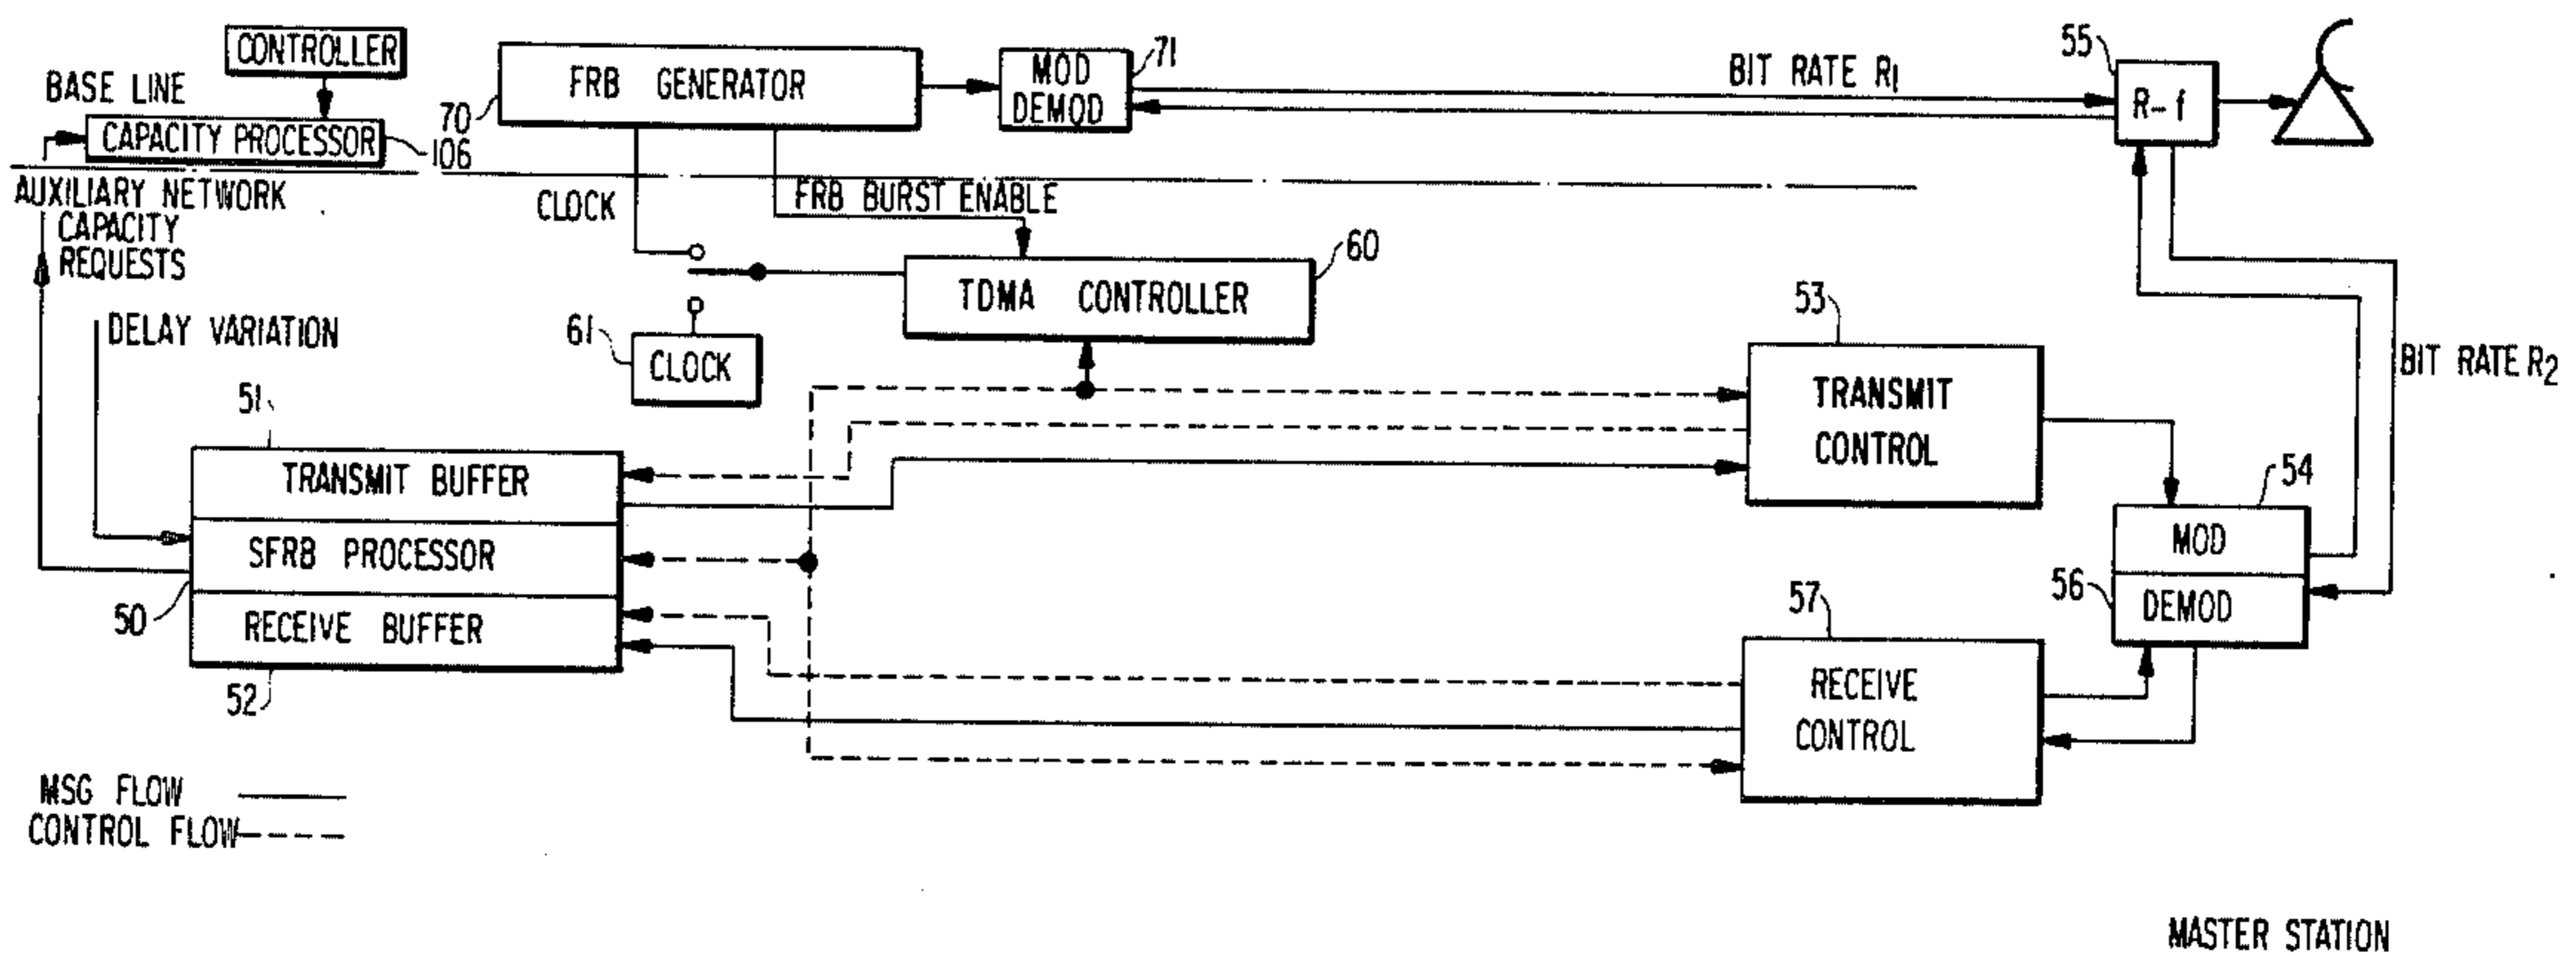 CONTROLLER
BASE LINE
CAPACITY PROCESSOR
106
AUXILIARY NETWORK
CAPACITY
REQUESTS
DELAY VARIATION
70
FRB GENERATOR
MOD
DEMOD
71
BIT RATE R1
55
R-f
CLOCK
FRB BURST ENABLE
TDMA CONTROLLER
60
61
CLOCK
53
TRANSMIT
CONTROL
BIT RATE R2
51
TRANSMIT BUFFER
SFRB PROCESSOR
50
RECEIVE BUFFER
52
54
MOD
56
DEMOD
57
RECEIVE
CONTROL
MSG FLOW
CONTROL FLOW
MASTER STATION